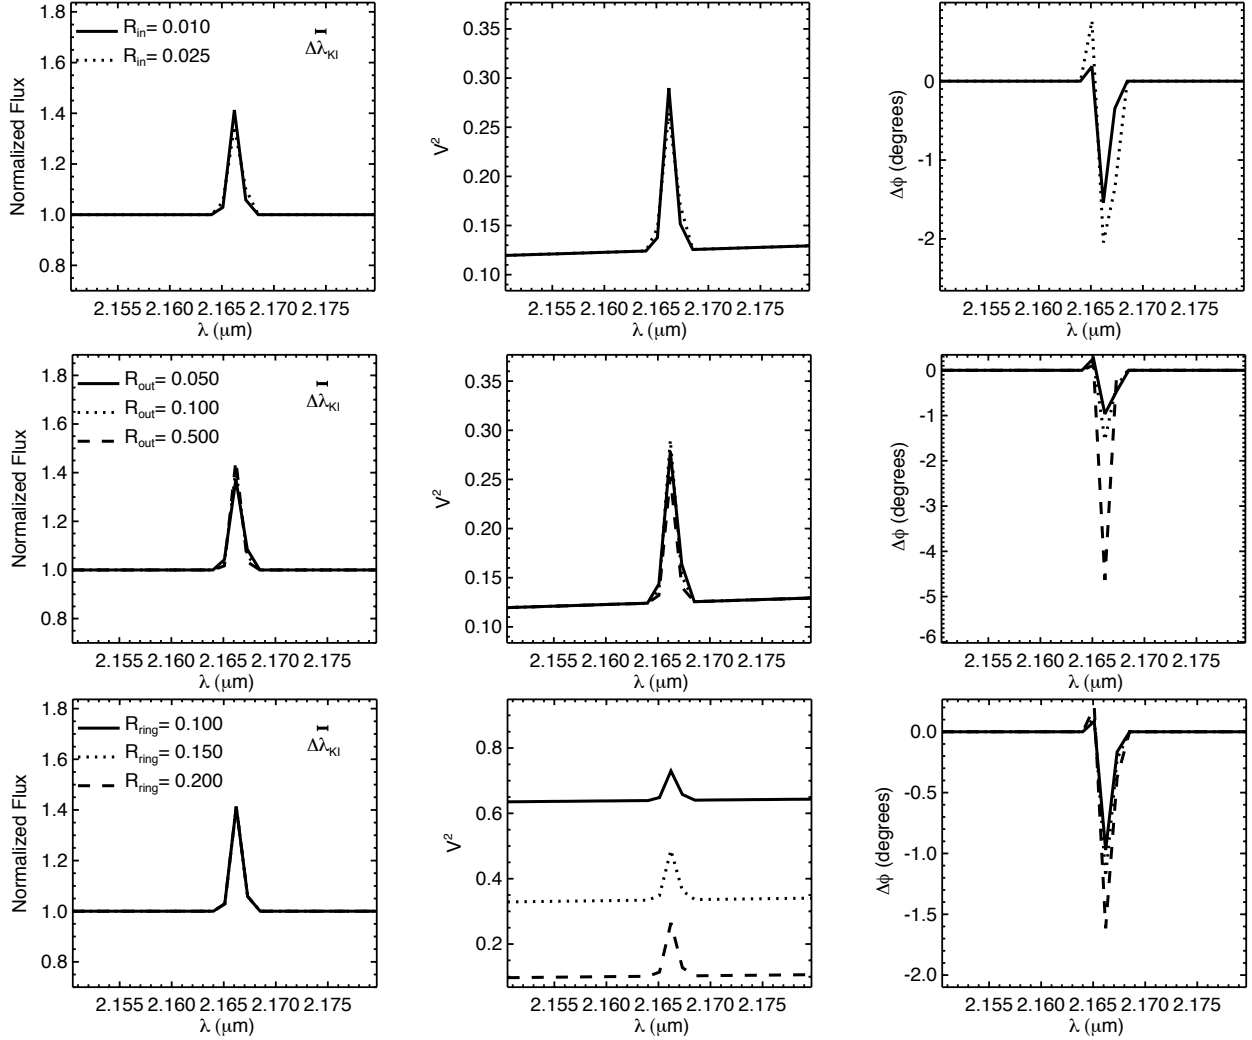 1.8
1.6
1.4
1.2
1.0
0.8
Normalized Flux
R_in= 0.010
R_in= 0.025
Δλ_KI
2.155 2.160 2.165 2.170 2.175
λ (μm)
0.35
0.30
0.25
0.20
0.15
0.10
V²
2.155 2.160 2.165 2.170 2.175
λ (μm)
0
-1
-2
Δϕ (degrees)
2.155 2.160 2.165 2.170 2.175
λ (μm)
1.8
1.6
1.4
1.2
1.0
0.8
Normalized Flux
R_out= 0.050
R_out= 0.100
R_out= 0.500
Δλ_KI
2.155 2.160 2.165 2.170 2.175
λ (μm)
0.35
0.30
0.25
0.20
0.15
0.10
V²
2.155 2.160 2.165 2.170 2.175
λ (μm)
0
-1
-2
-3
-4
-5
-6
Δϕ (degrees)
2.155 2.160 2.165 2.170 2.175
λ (μm)
1.8
1.6
1.4
1.2
1.0
0.8
Normalized Flux
R_ring= 0.100
R_ring= 0.150
R_ring= 0.200
Δλ_KI
2.155 2.160 2.165 2.170 2.175
λ (μm)
0.8
0.6
0.4
0.2
V²
2.155 2.160 2.165 2.170 2.175
λ (μm)
0.0
-0.5
-1.0
-1.5
-2.0
Δϕ (degrees)
2.155 2.160 2.165 2.170 2.175
λ (μm)